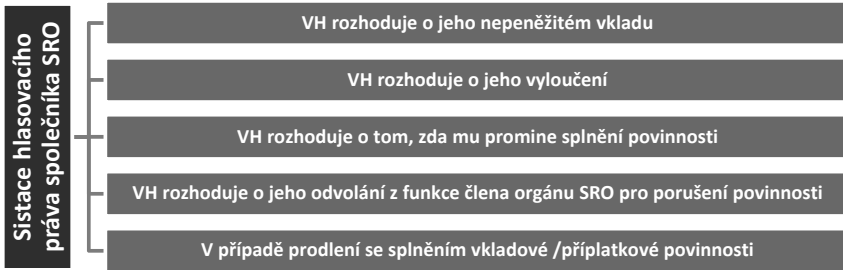 Sistace hlasovacího
práva společníka SRO
VH rozhoduje o jeho nepeněžitém vkladu
VH rozhoduje o jeho vyloučení
VH rozhoduje o tom, zda mu promine splnění povinnosti
VH rozhoduje o jeho odvolání z funkce člena orgánu SRO pro porušení povinnosti
V případě prodlení se splněním vkladové /příplatkové povinnosti